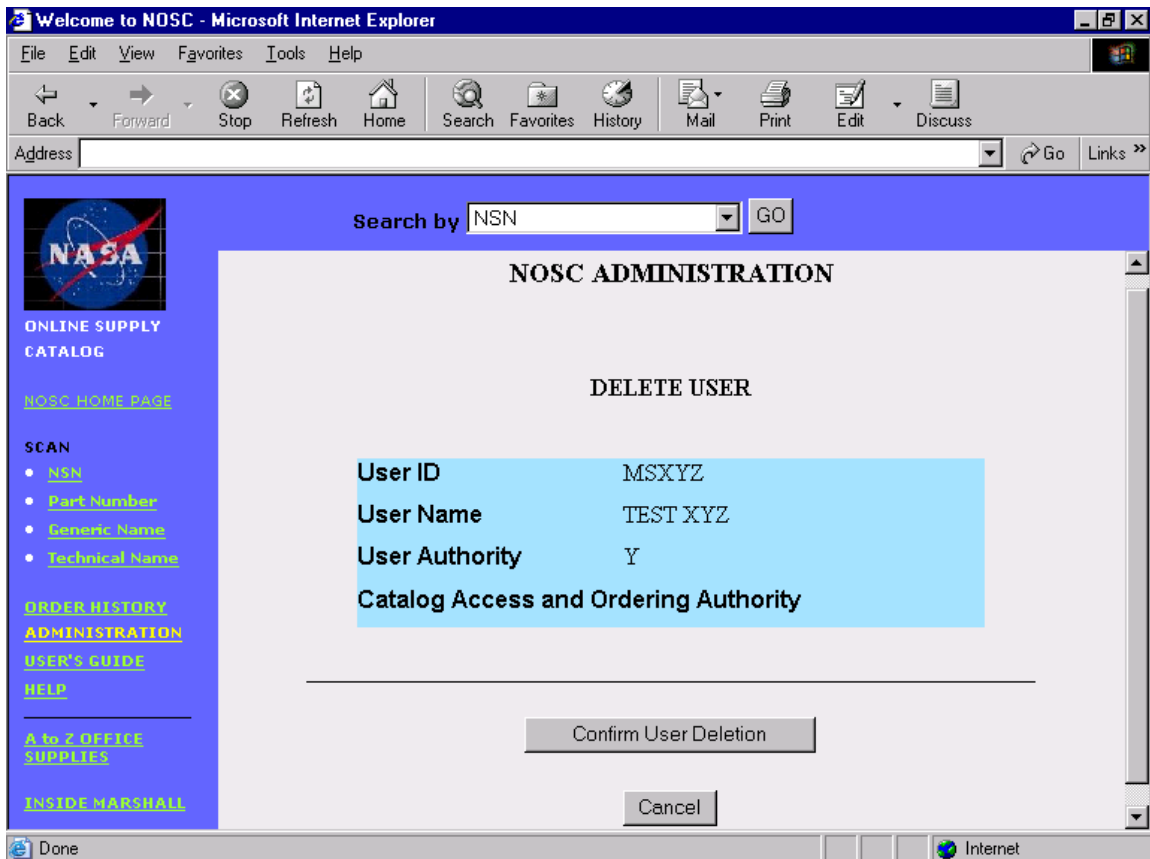 Welcome to NOSC - Microsoft Internet Explorer
File Edit View Favorites Tools Help
Back Forward Stop Refresh Home Search Favorites History Mail Print Edit Discuss
Address Go Links »
NASA
ONLINE SUPPLY
CATALOG
NOSC HOME PAGE
SCAN
NSN
Part Number
Generic Name
Technical Name
ORDER HISTORY
ADMINISTRATION
USER'S GUIDE
HELP
A to Z OFFICE
SUPPLIES
INSIDE MARSHALL
Search by NSN GO
NOSC ADMINISTRATION
DELETE USER
User ID MSXYZ
User Name TEST XYZ
User Authority Y
Catalog Access and Ordering Authority
Confirm User Deletion
Cancel
Done Internet